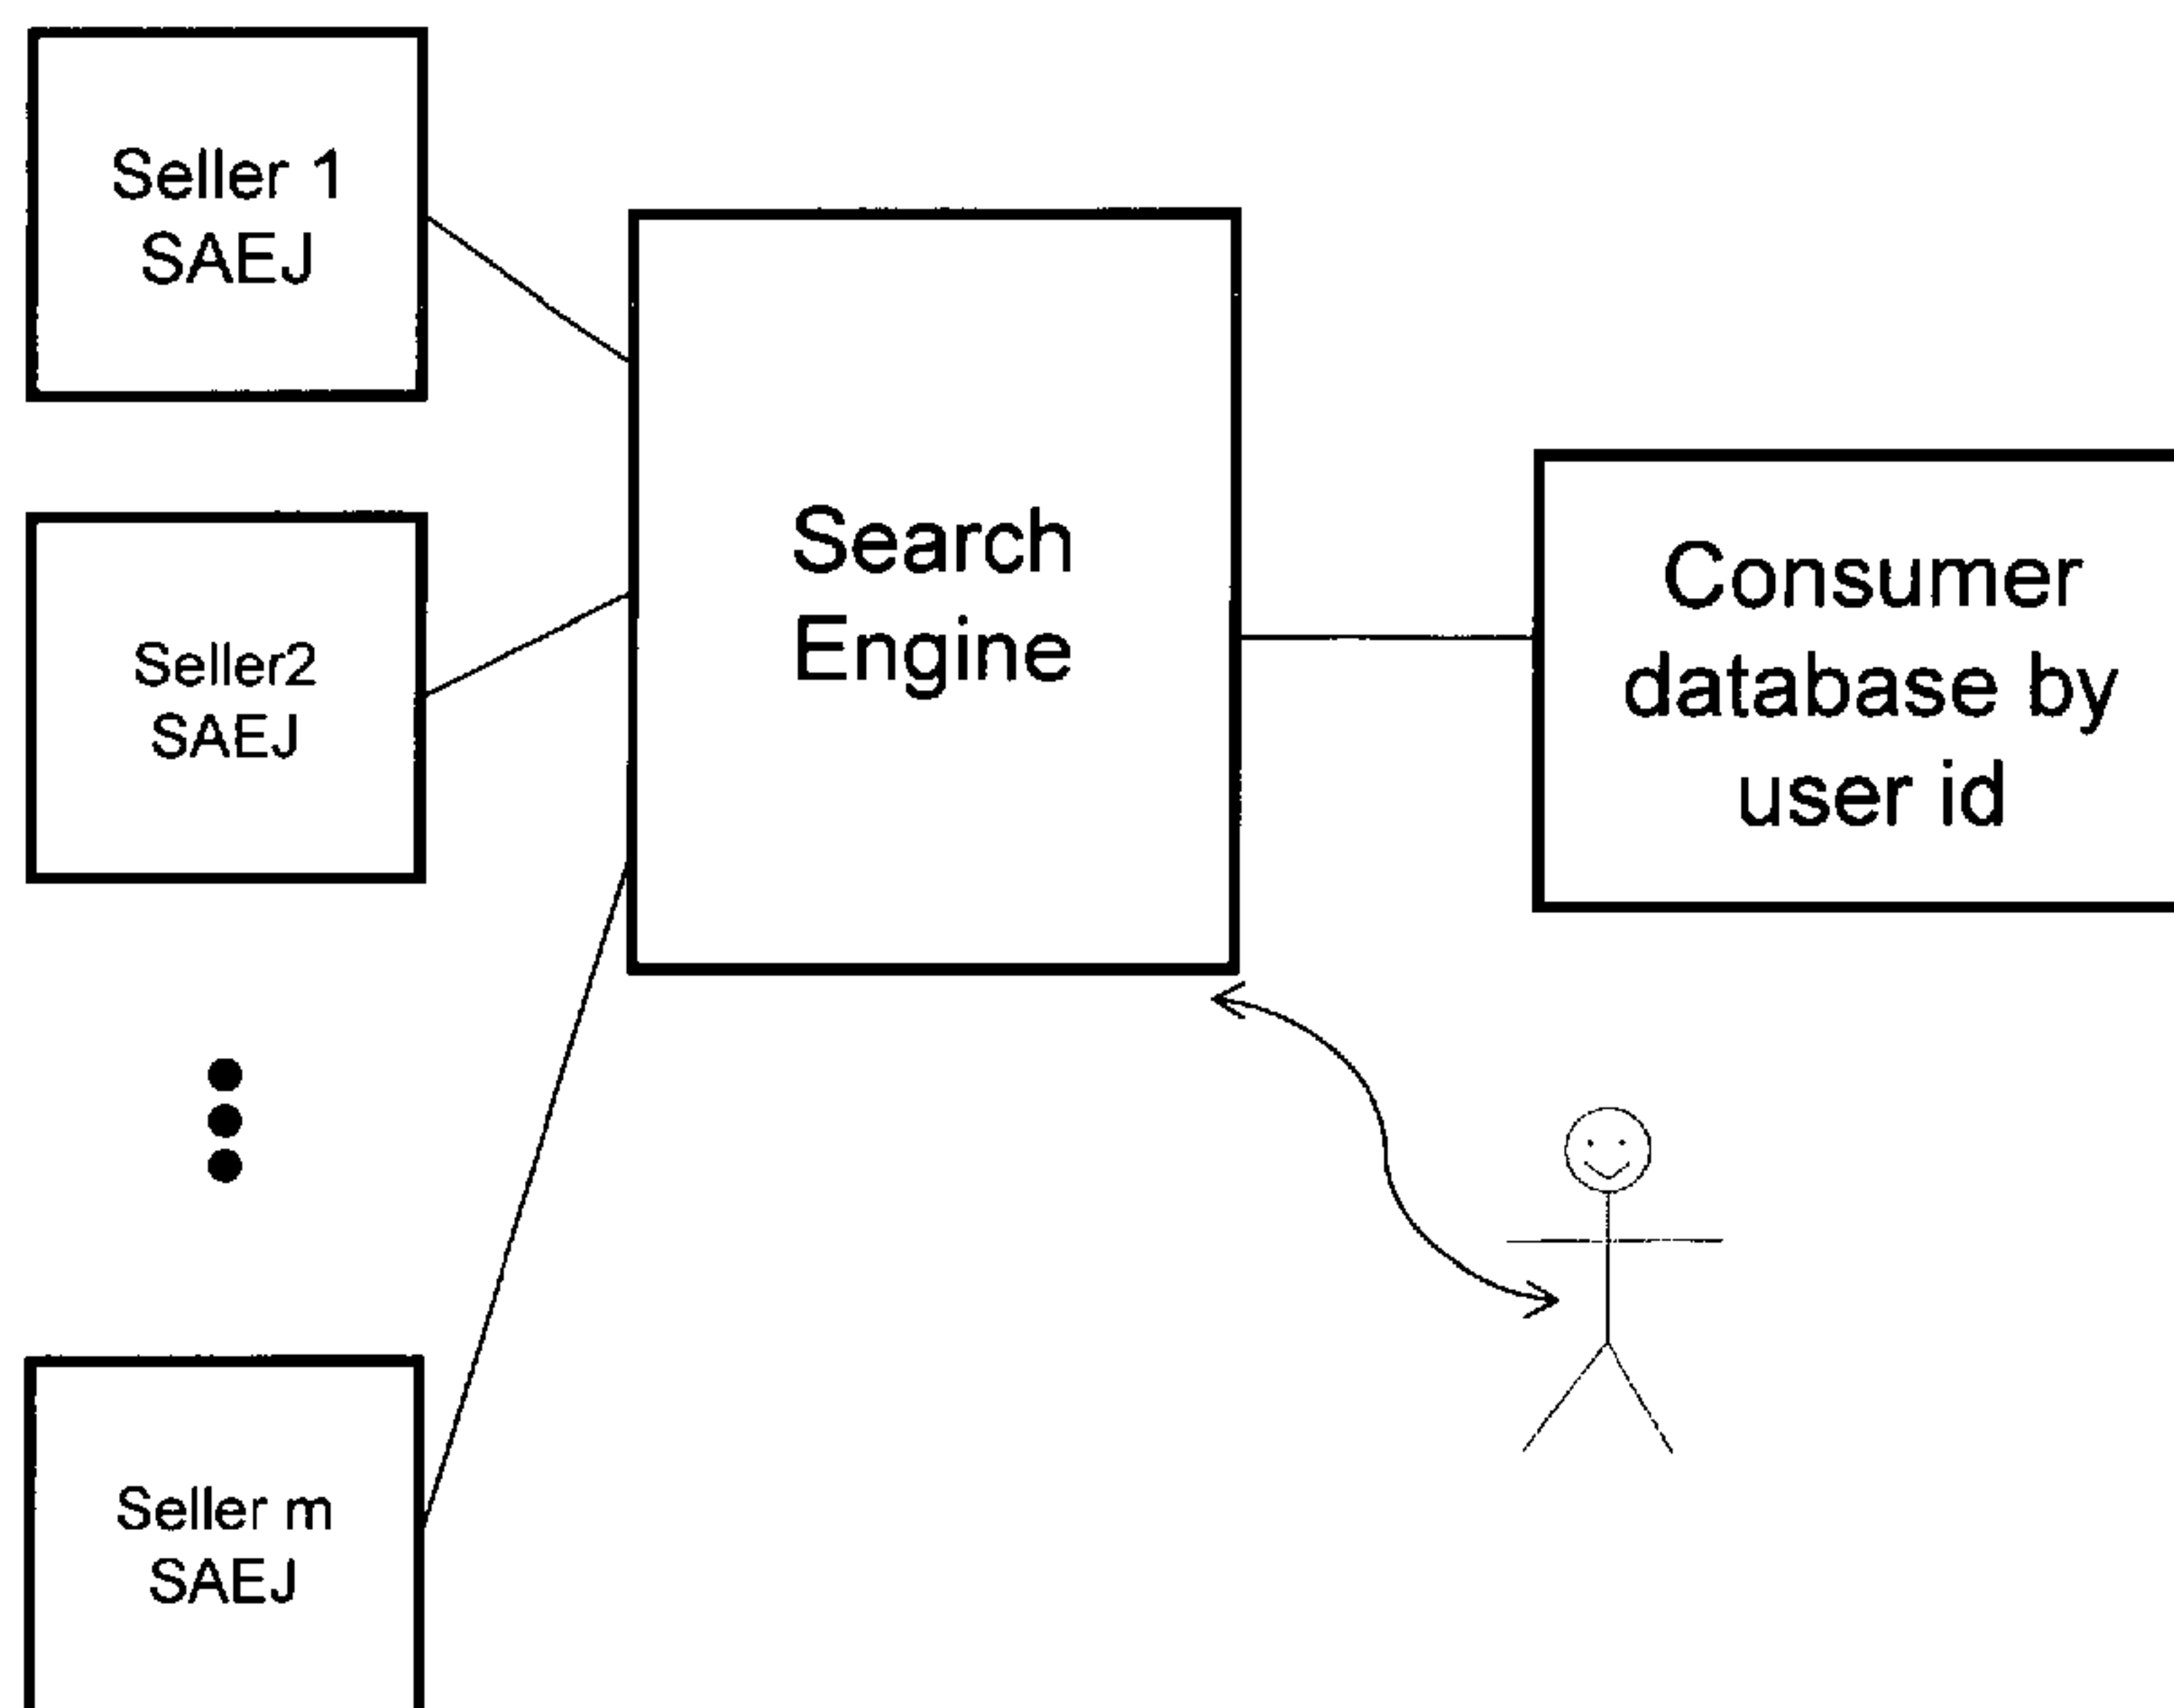 Seller 1
SAEJ
Seller2
SAEJ
Seller m
SAEJ
Search
Engine
Consumer
database by
user id